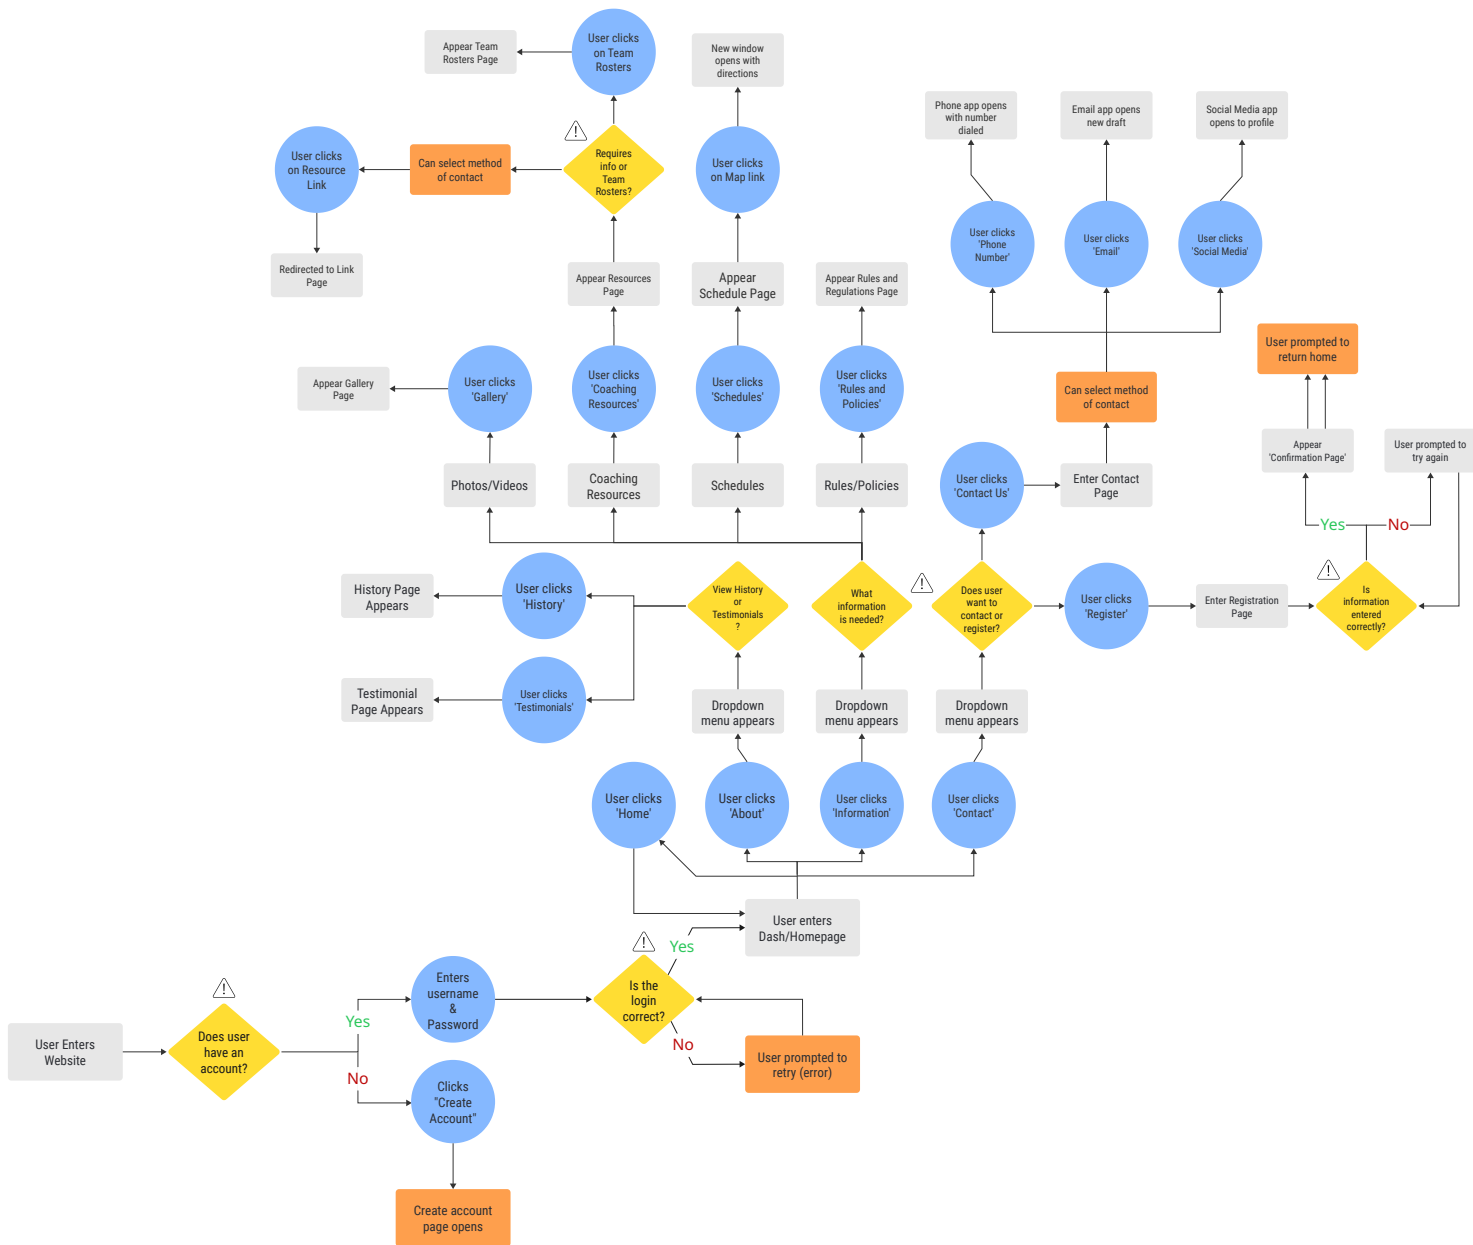 Appear Team
Rosters Page
User clicks
on Team
Rosters
New window
opens with
directions
Phone app opens
with number
dialed
Email app opens
new draft
Social Media app
opens to profile
User clicks
on Resource
Link
Can select method
of contact
Requires
info or
Team
Rosters?
User clicks
on Map link
User clicks
'Phone
Number'
User clicks
'Email'
User clicks
'Social Media'
Redirected to Link
Page
Appear Resources
Page
Appear
Schedule Page
Appear Rules and
Regulations Page
User prompted to
return home
Appear Gallery
Page
User clicks
'Gallery'
User clicks
'Coaching
Resources'
User clicks
'Schedules'
User clicks
'Rules and
Policies'
Can select method
of contact
Appear
'Confirmation Page'
User prompted to
try again
Photos/Videos
Coaching
Resources
Schedules
Rules/Policies
User clicks
'Contact Us'
Enter Contact
Page
Yes
No
History Page
Appears
User clicks
'History'
View History
or
Testimonials
?
What
information
is needed?
Does user
want to
contact or
register?
User clicks
'Register'
Enter Registration
Page
Is
information
entered
correctly?
Testimonial
Page Appears
User clicks
'Testimonials'
Dropdown
menu appears
Dropdown
menu appears
Dropdown
menu appears
User clicks
'Home'
User clicks
'About'
User clicks
'Information'
User clicks
'Contact'
User enters
Dash/Homepage
Yes
Enters
username
&
Password
Is the
login
correct?
No
User prompted to
retry (error)
User Enters
Website
Does user
have an
account?
Yes
No
Clicks
"Create
Account"
Create account
page opens